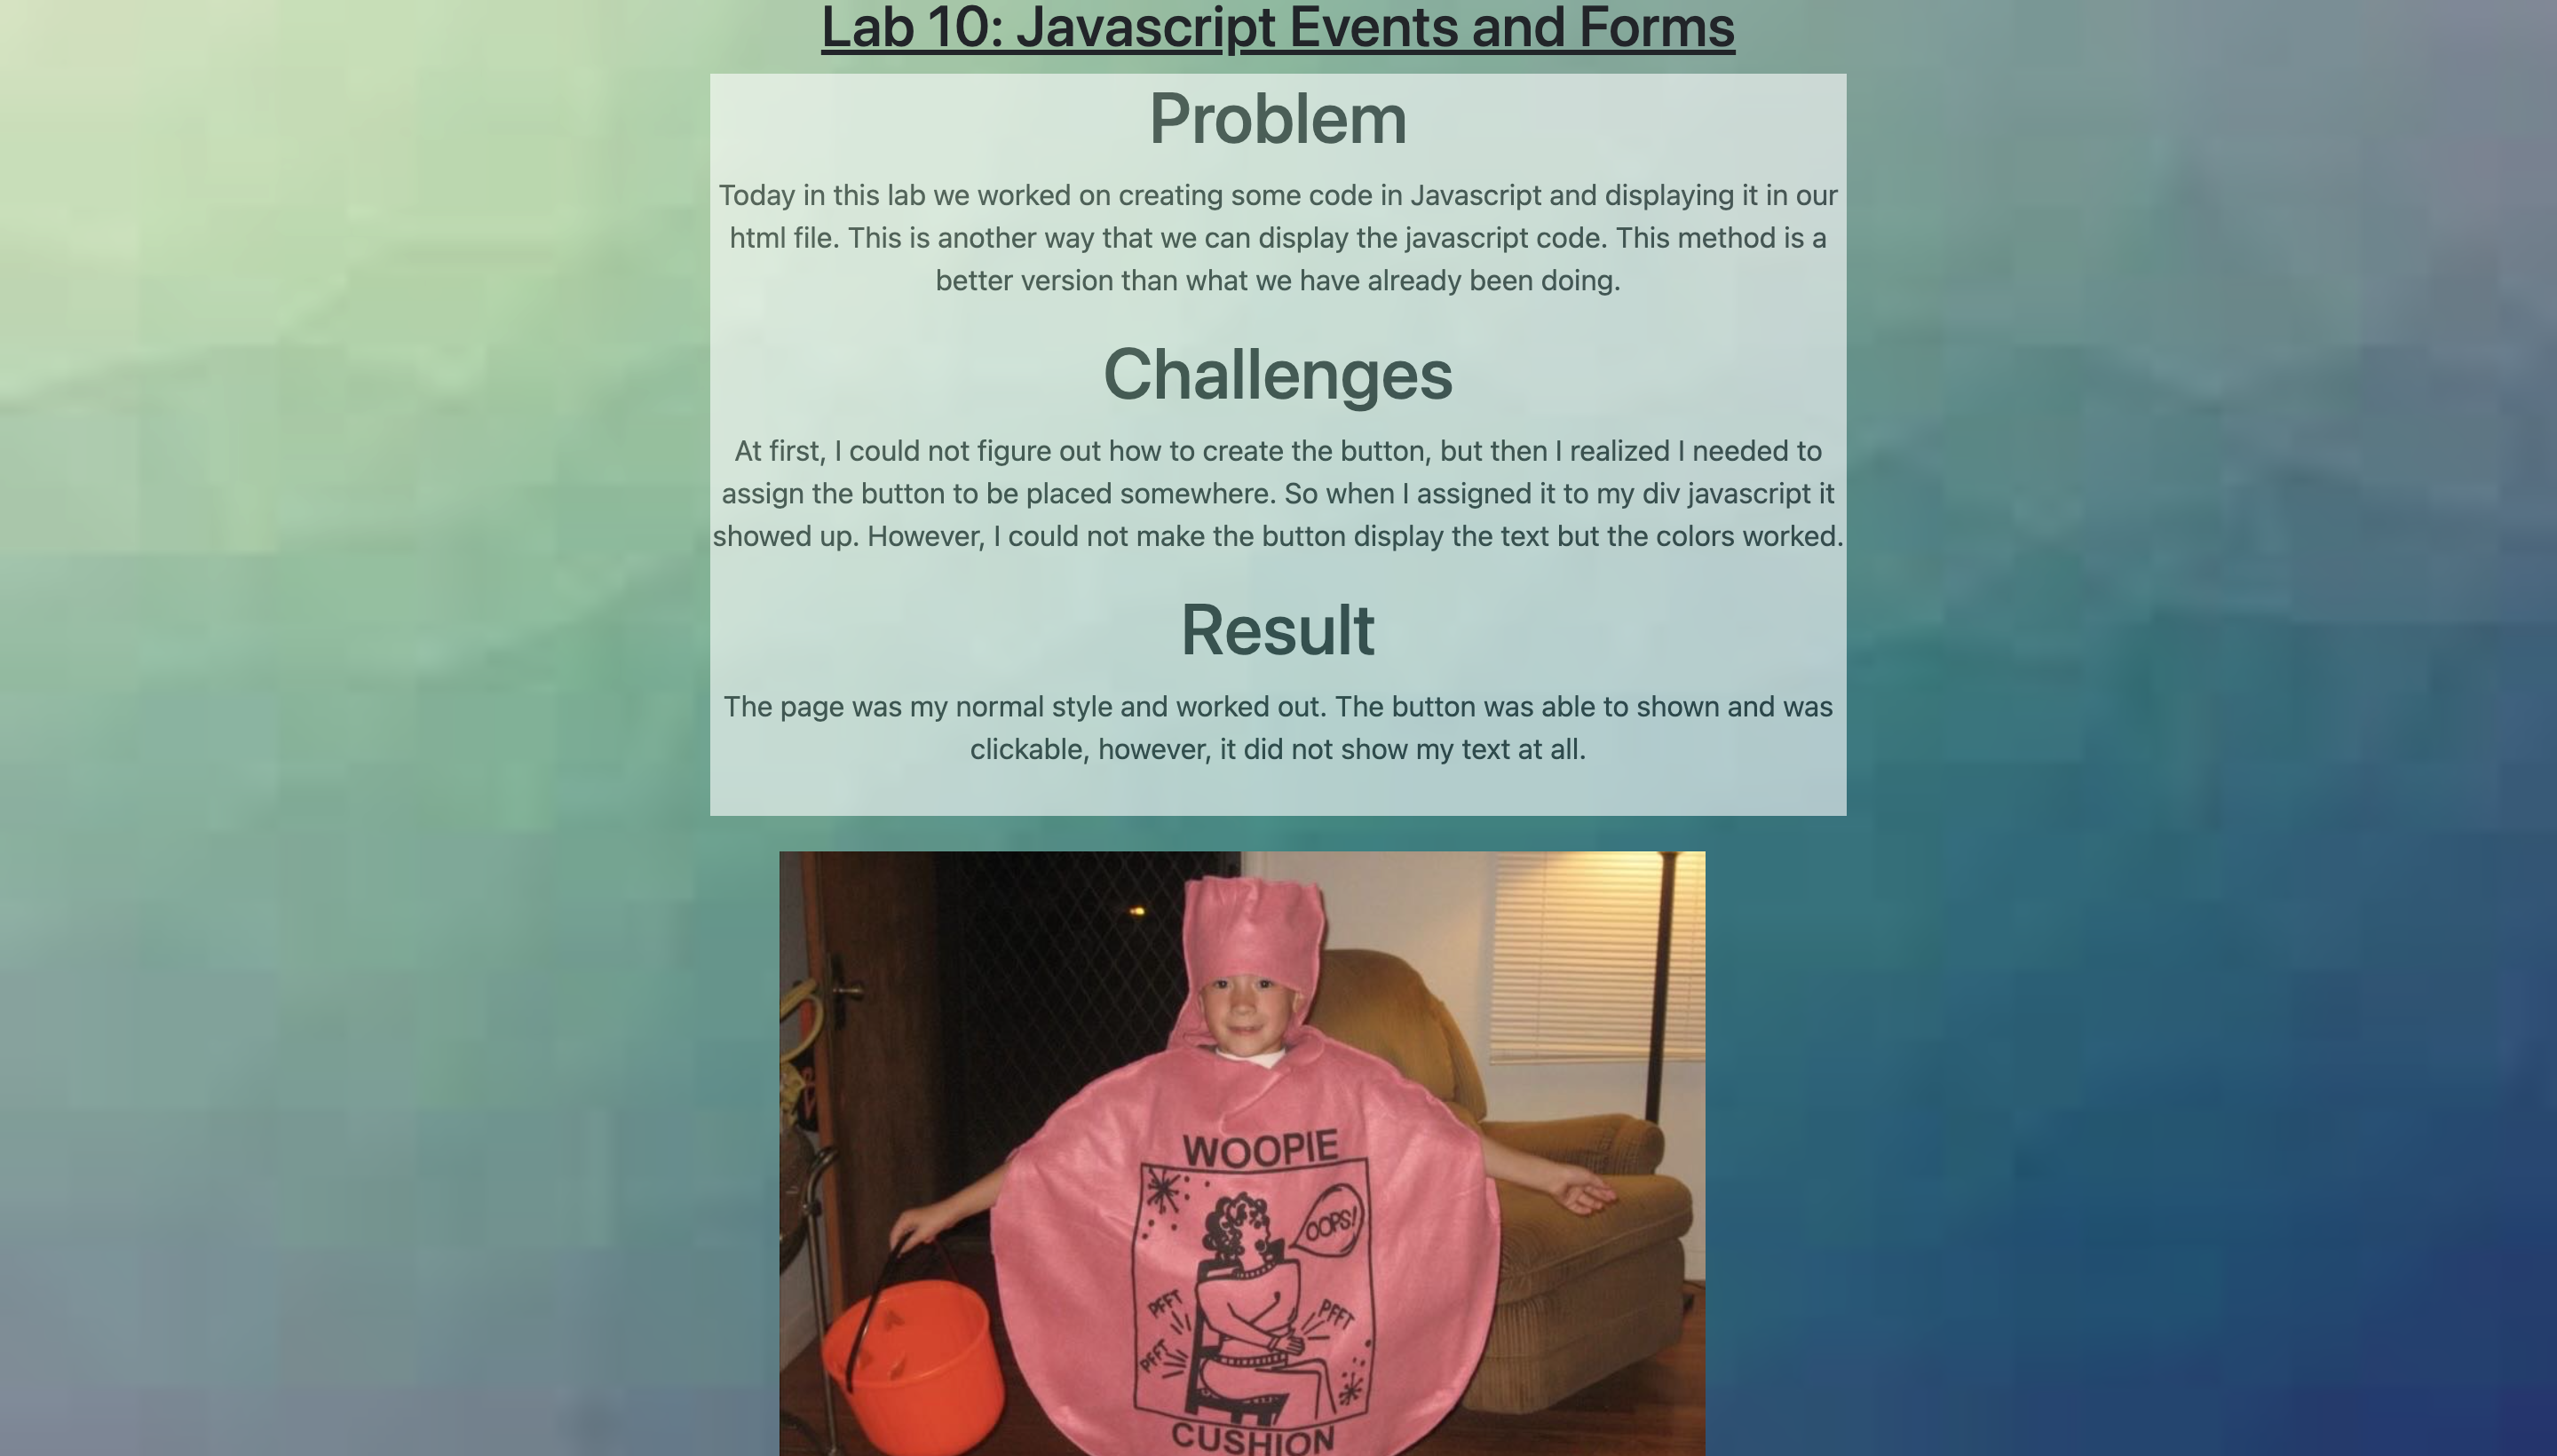 Lab 10: Javascript Events and Forms
Problem
Today in this lab we worked on creating some code in Javascript and displaying it in our
html file. This is another way that we can display the javascript code. This method is a
better version than what we have already been doing.
Challenges
At first, I could not figure out how to create the button, but then I realized I needed to
assign the button to be placed somewhere. So when I assigned it to my div javascript it
showed up. However, I could not make the button display the text but the colors worked.
Result
The page was my normal style and worked out. The button was able to shown and was
clickable, however, it did not show my text at all.
WOOPIE
OOPS!
PFFT
PFFT
PFFT
CUSHION